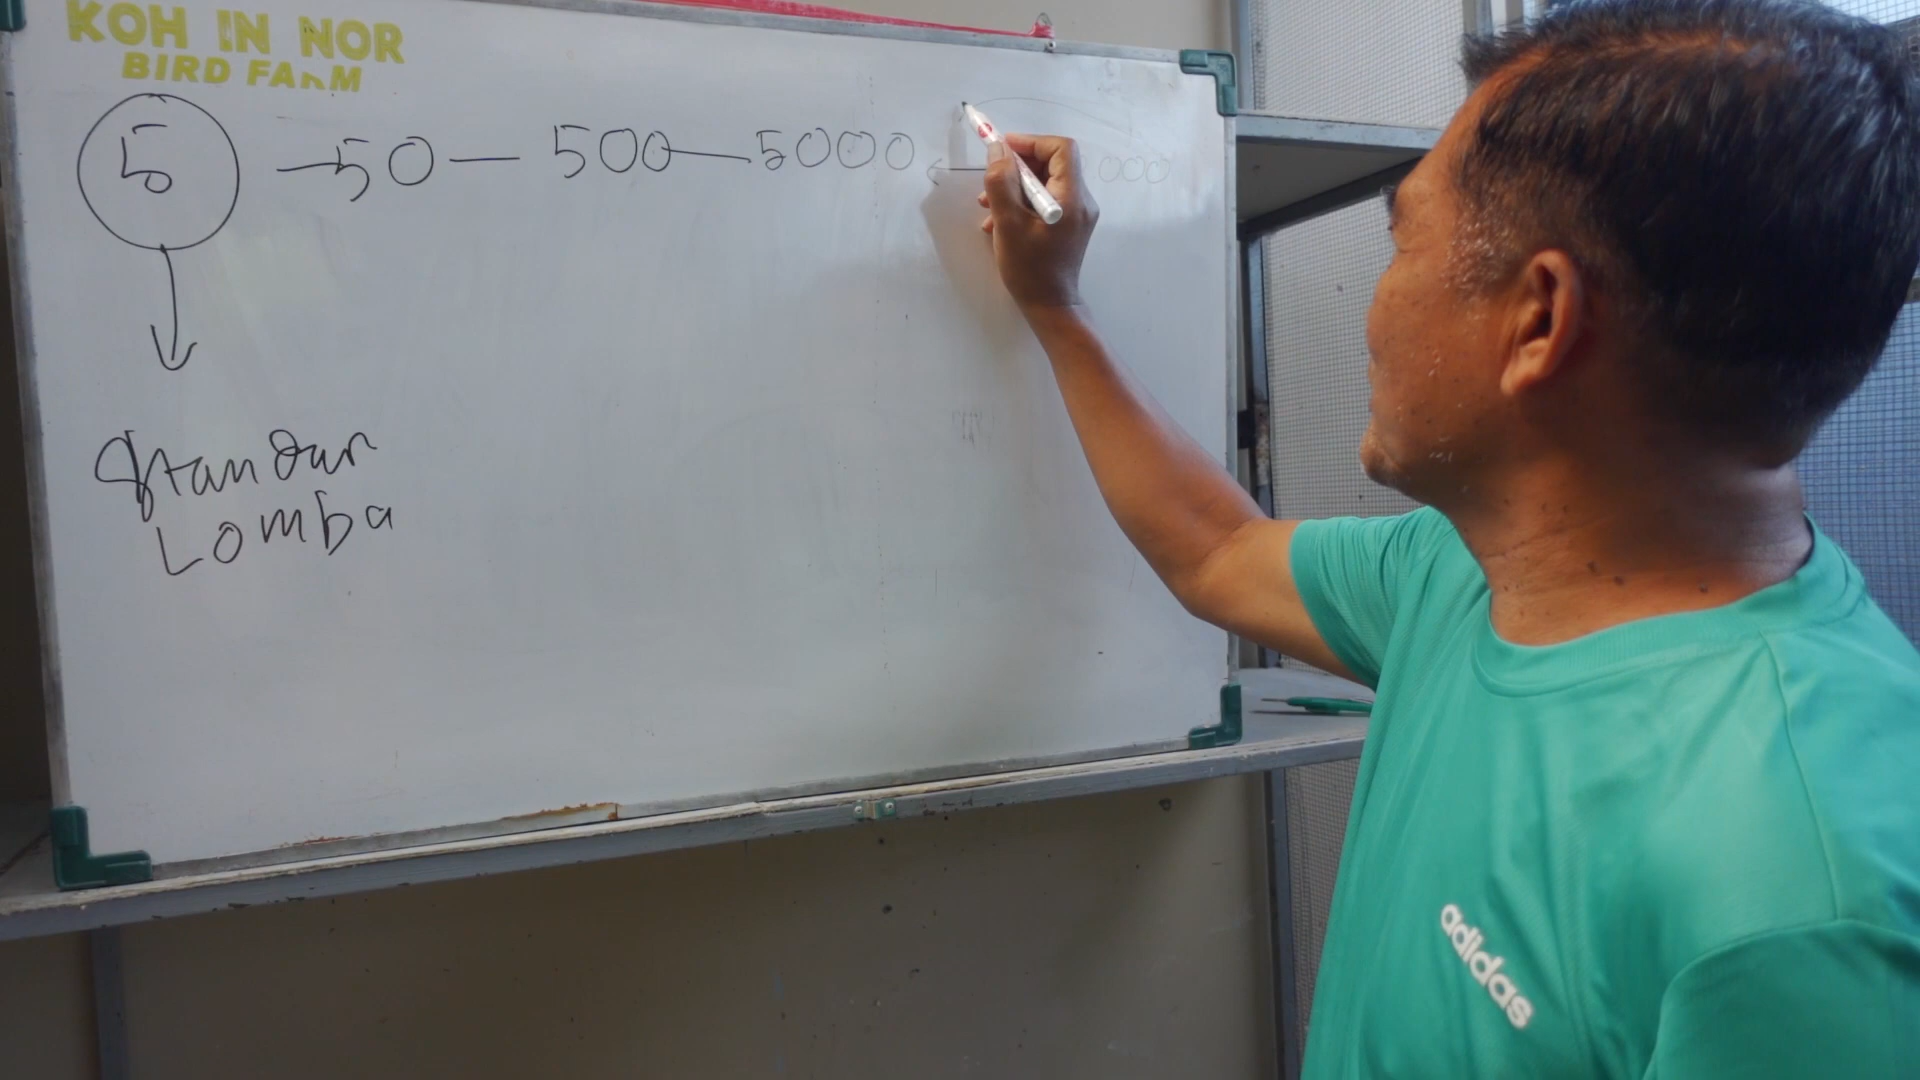 KOH IN NOR
BIRD FARM
5 — 50 — 500 — 5000
Standar
Lomba
adidas